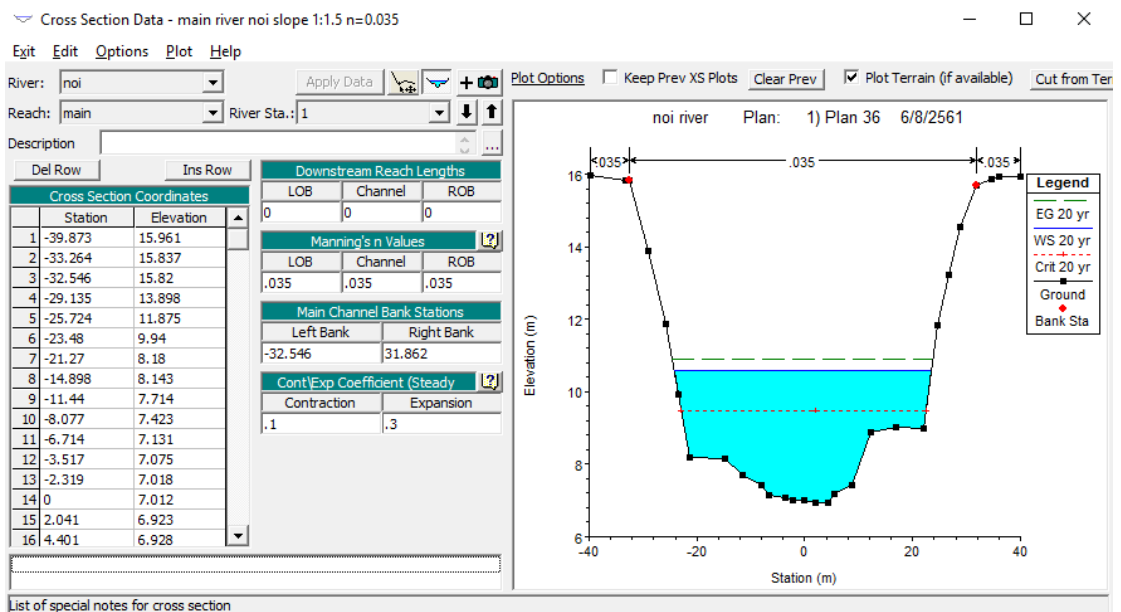 Cross Section Data - main river noi slope 1:1.5 n=0.035
Exit Edit Options Plot Help
River: noi Apply Data +
Reach: main River Sta.: 1
Description ...
Del Row Ins Row
Cross Section Coordinates
Station Elevation
1 -39.873 15.961
2 -33.264 15.837
3 -32.546 15.82
4 -29.135 13.898
5 -25.724 11.875
6 -23.48 9.94
7 -21.27 8.18
8 -14.898 8.143
9 -11.44 7.714
10 -8.077 7.423
11 -6.714 7.131
12 -3.517 7.075
13 -2.319 7.018
14 0 7.012
15 2.041 6.923
16 4.401 6.928
Downstream Reach Lengths
LOB Channel ROB
0 0 0
Manning's n Values ?
LOB Channel ROB
.035 .035 .035
Main Channel Bank Stations
Left Bank Right Bank
-32.546 31.862
Cont\Exp Coefficient (Steady ?
Contraction Expansion
.1 .3
Plot Options Keep Prev XS Plots Clear Prev Plot Terrain (if available) Cut from Ter
noi river Plan: 1) Plan 36 6/8/2561
.035 .035 .035
16
14
12
10
8
6
Elevation (m)
-40 -20 0 20 40
Station (m)
Legend
EG 20 yr
WS 20 yr
Crit 20 yr
Ground
Bank Sta
List of special notes for cross section